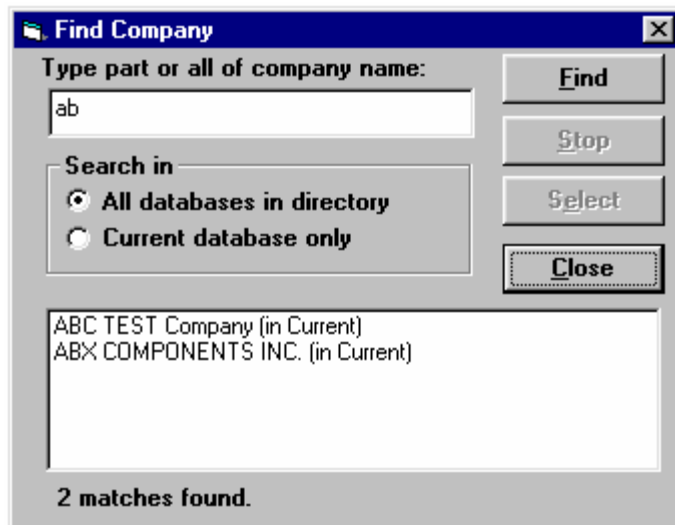 Find Company
Type part or all of company name:
Find
ab
Stop
Search in
Select
All databases in directory
Current database only
Close
ABC TEST Company (in Current)
ABX COMPONENTS INC. (in Current)
2 matches found.